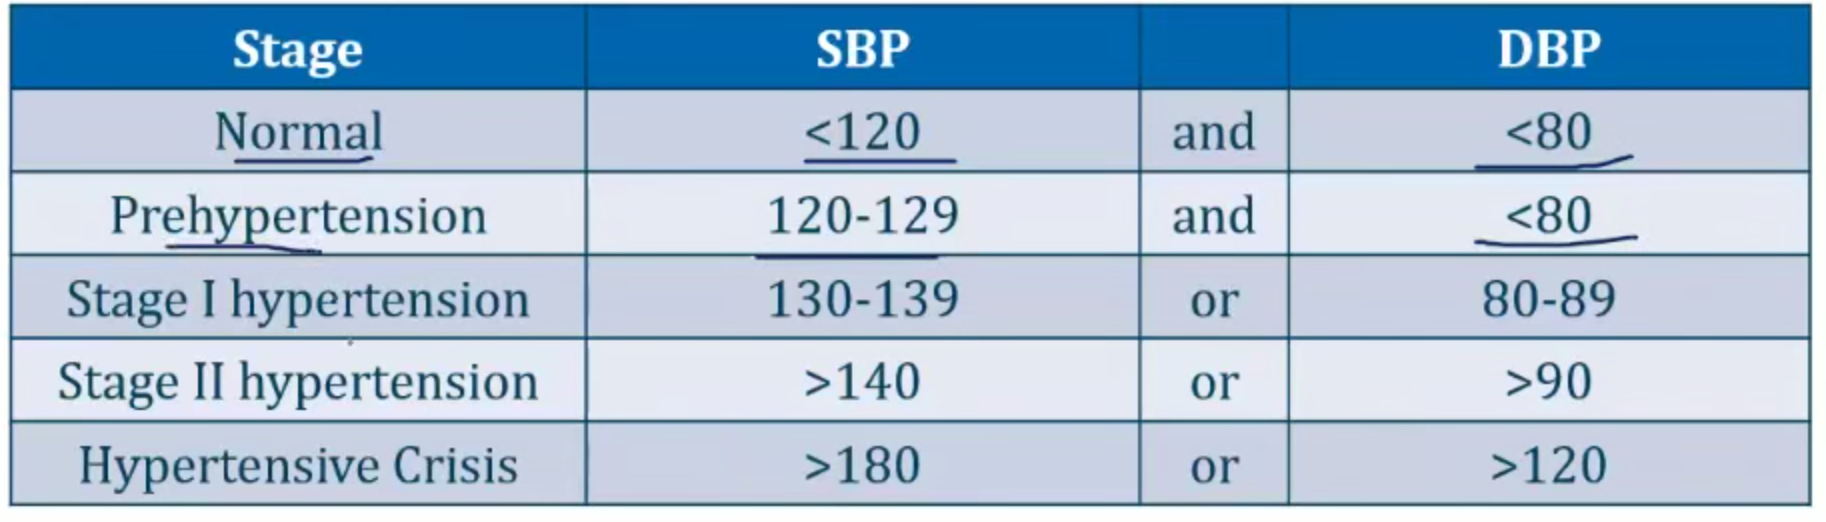 Stage SBP DBP
Normal <120 and <80
Prehypertension 120-129 and <80
Stage I hypertension 130-139 or 80-89
Stage II hypertension >140 or >90
Hypertensive Crisis >180 or >120